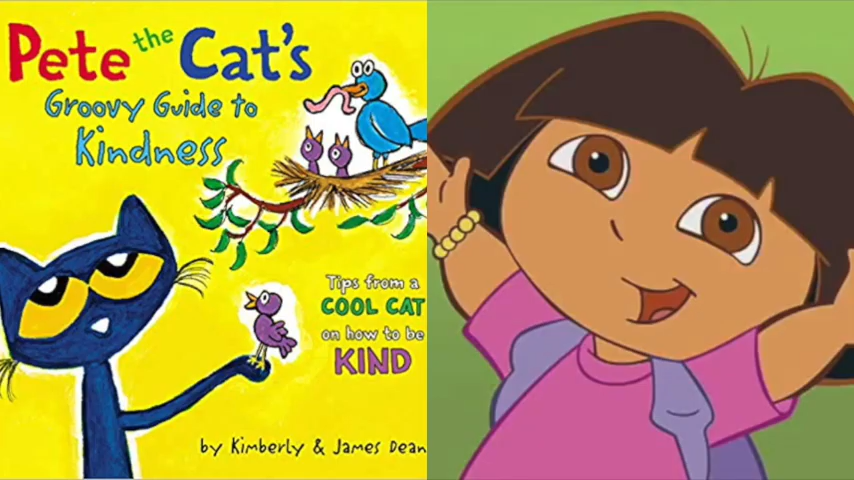 Pete the Cat's
Groovy Guide to
Kindness
Tips from a
COOL CAT
on how to be
KIND
by Kimberly & James Dean